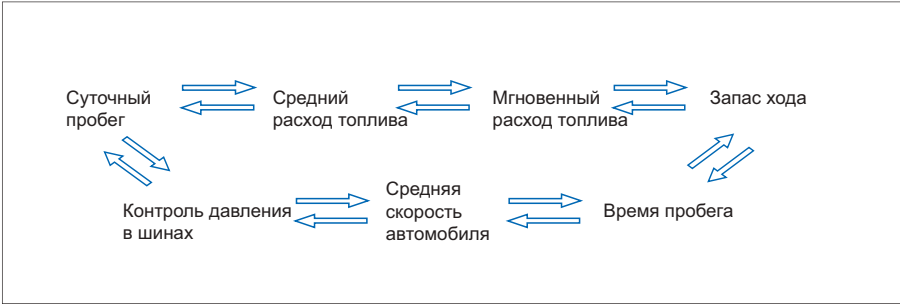 Суточный
пробег
Средний
расход топлива
Мгновенный
расход топлива
Запас хода
Контроль давления
в шинах
Средняя
скорость
автомобиля
Время пробега